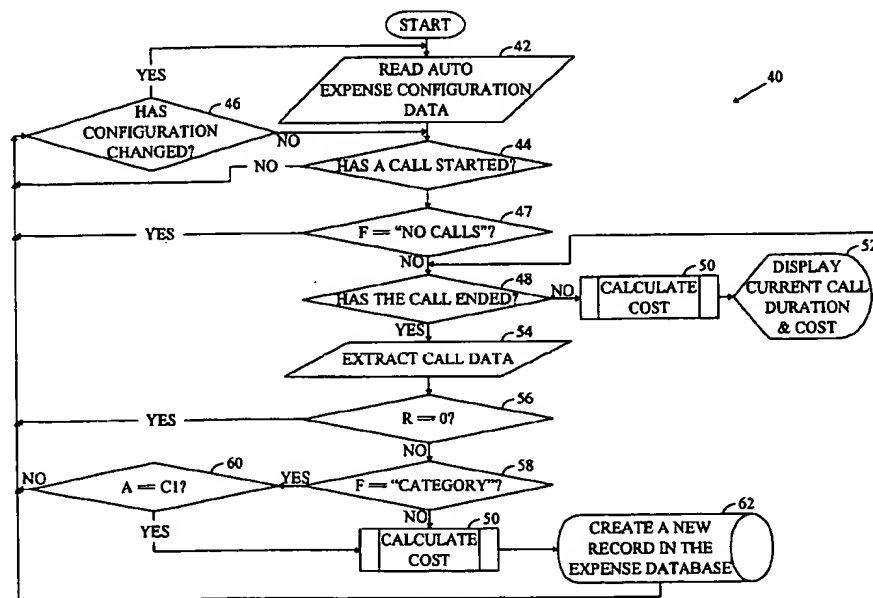 START
42
YES
READ AUTO
EXPENSE CONFIGURATION
DATA
40
46
HAS
CONFIGURATION
CHANGED?
NO
44
HAS A CALL STARTED?
NO
47
F = "NO CALLS"?
YES
NO
48
HAS THE CALL ENDED?
NO
50
CALCULATE
COST
52
DISPLAY
CURRENT CALL
DURATION
& COST
YES
54
EXTRACT CALL DATA
56
R = 0?
YES
NO
58
F = "CATEGORY"?
YES
60
A = C1?
NO
YES
NO
50
CALCULATE
COST
62
CREATE A NEW
RECORD IN THE
EXPENSE DATABASE